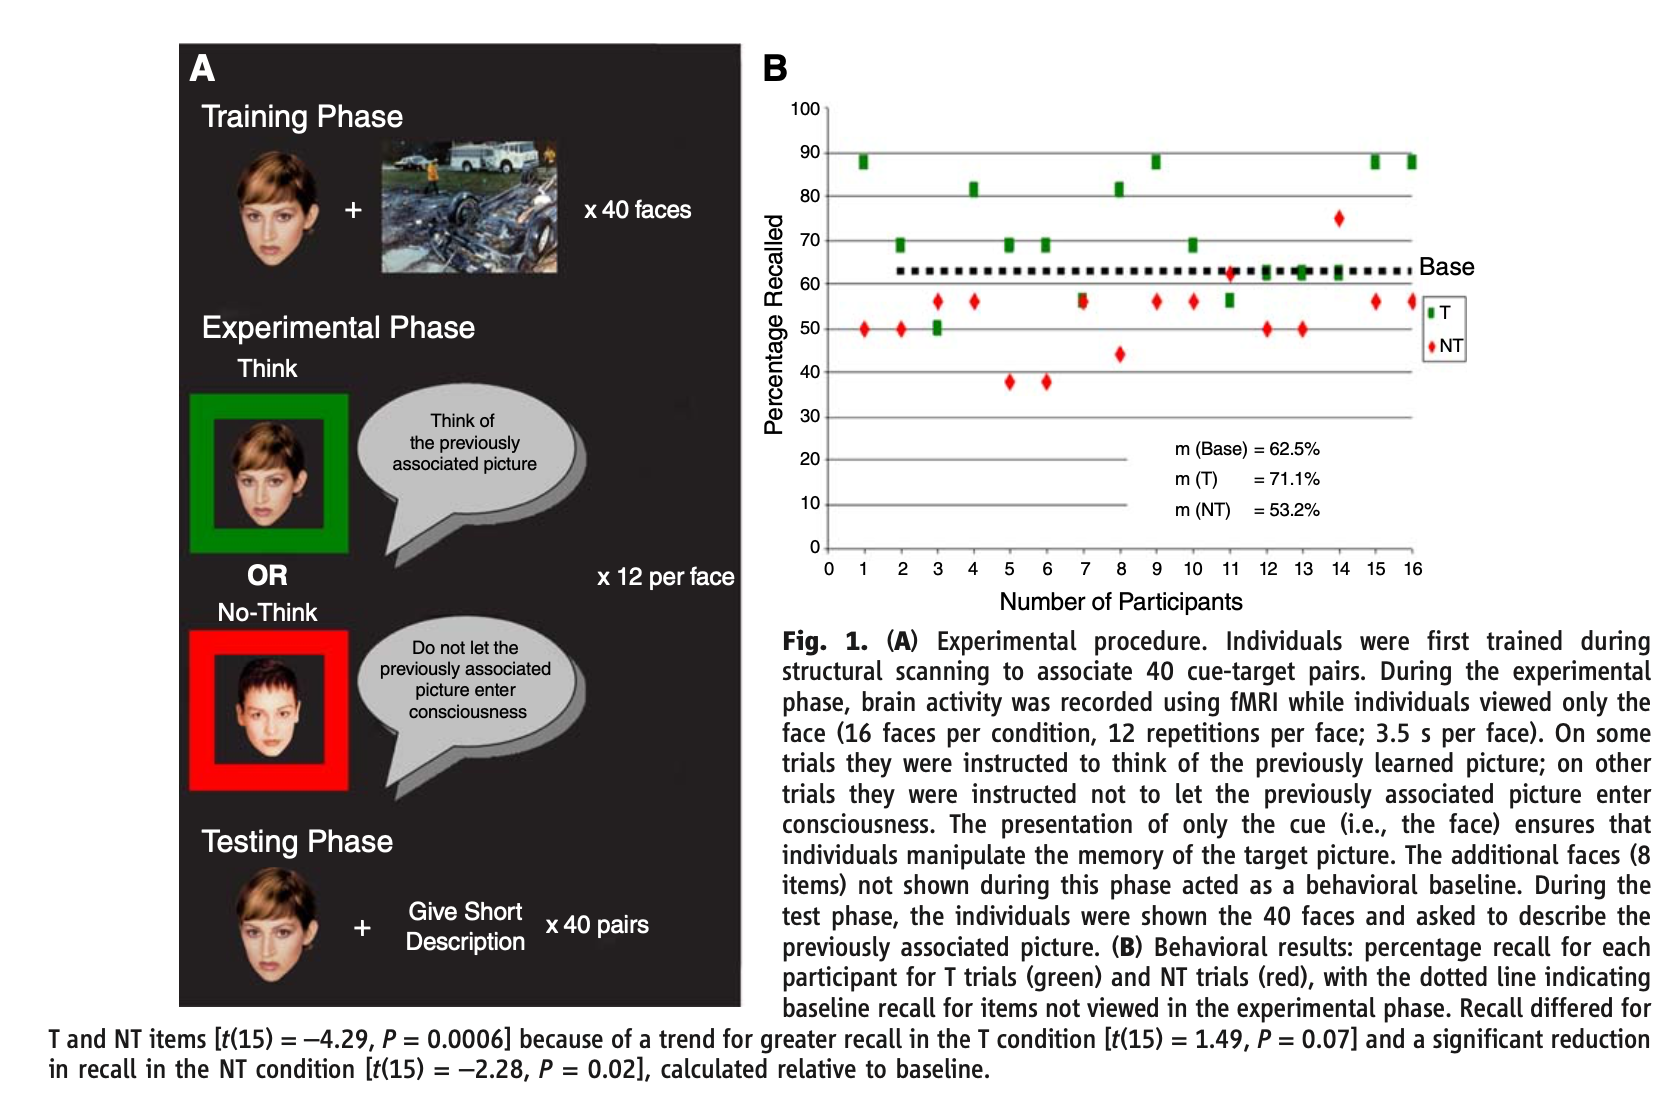 A
Training Phase
+
x 40 faces
Experimental Phase
Think
Think of
the previously
associated picture
OR
x 12 per face
No-Think
Do not let the
previously associated
picture enter
consciousness
Testing Phase
+
Give Short
Description
x 40 pairs
B
Percentage Recalled
100
90
80
70
60
50
40
30
20
10
0
Base
T
NT
m (Base) = 62.5%
m (T) = 71.1%
m (NT) = 53.2%
0 1 2 3 4 5 6 7 8 9 10 11 12 13 14 15 16
Number of Participants
Fig. 1. (A) Experimental procedure. Individuals were first trained during
structural scanning to associate 40 cue-target pairs. During the experimental
phase, brain activity was recorded using fMRI while individuals viewed only the
face (16 faces per condition, 12 repetitions per face; 3.5 s per face). On some
trials they were instructed to think of the previously learned picture; on other
trials they were instructed not to let the previously associated picture enter
consciousness. The presentation of only the cue (i.e., the face) ensures that
individuals manipulate the memory of the target picture. The additional faces (8
items) not shown during this phase acted as a behavioral baseline. During the
test phase, the individuals were shown the 40 faces and asked to describe the
previously associated picture. (B) Behavioral results: percentage recall for each
participant for T trials (green) and NT trials (red), with the dotted line indicating
baseline recall for items not viewed in the experimental phase. Recall differed for
T and NT items [t(15) = −4.29, P = 0.0006] because of a trend for greater recall in the T condition [t(15) = 1.49, P = 0.07] and a significant reduction
in recall in the NT condition [t(15) = −2.28, P = 0.02], calculated relative to baseline.